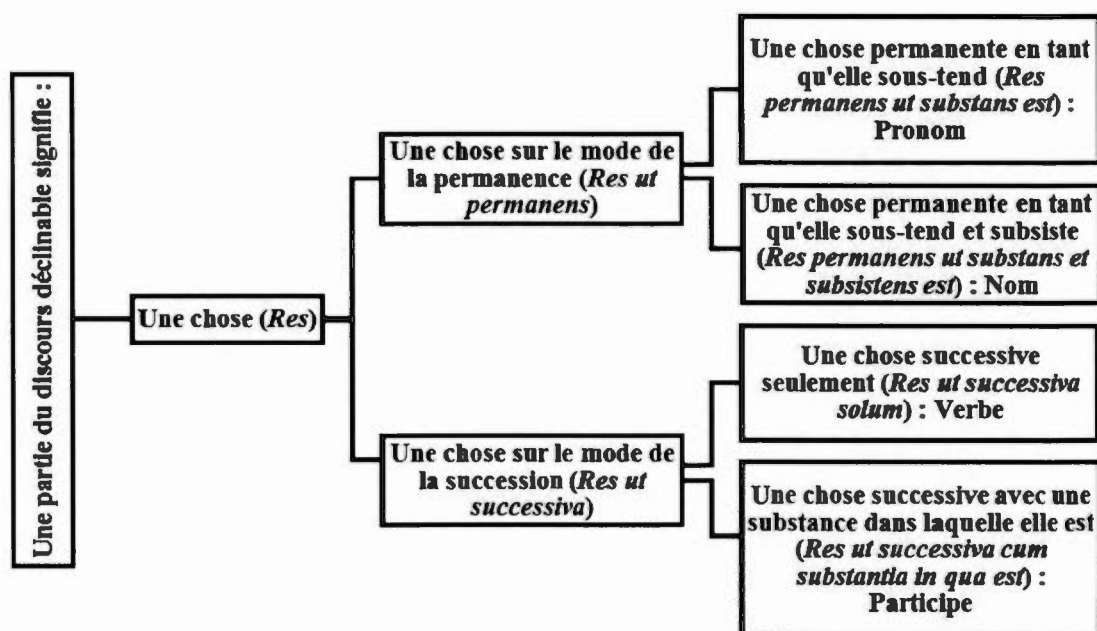 Une partie du discours déclinable signifie :
Une chose (Res)
Une chose sur le mode de
la permanence (Res ut
permanens)
Une chose permanente en tant
qu'elle sous-tend (Res
permanens ut substans est) :
Pronom
Une chose permanente en tant
qu'elle sous-tend et subsiste
(Res permanens ut substans et
subsistens est) : Nom
Une chose sur le mode de
la succession (Res ut
successiva)
Une chose successive
seulement (Res ut successiva
solum) : Verbe
Une chose successive avec une
substance dans laquelle elle est
(Res ut successiva cum
substantia in qua est) :
Participe